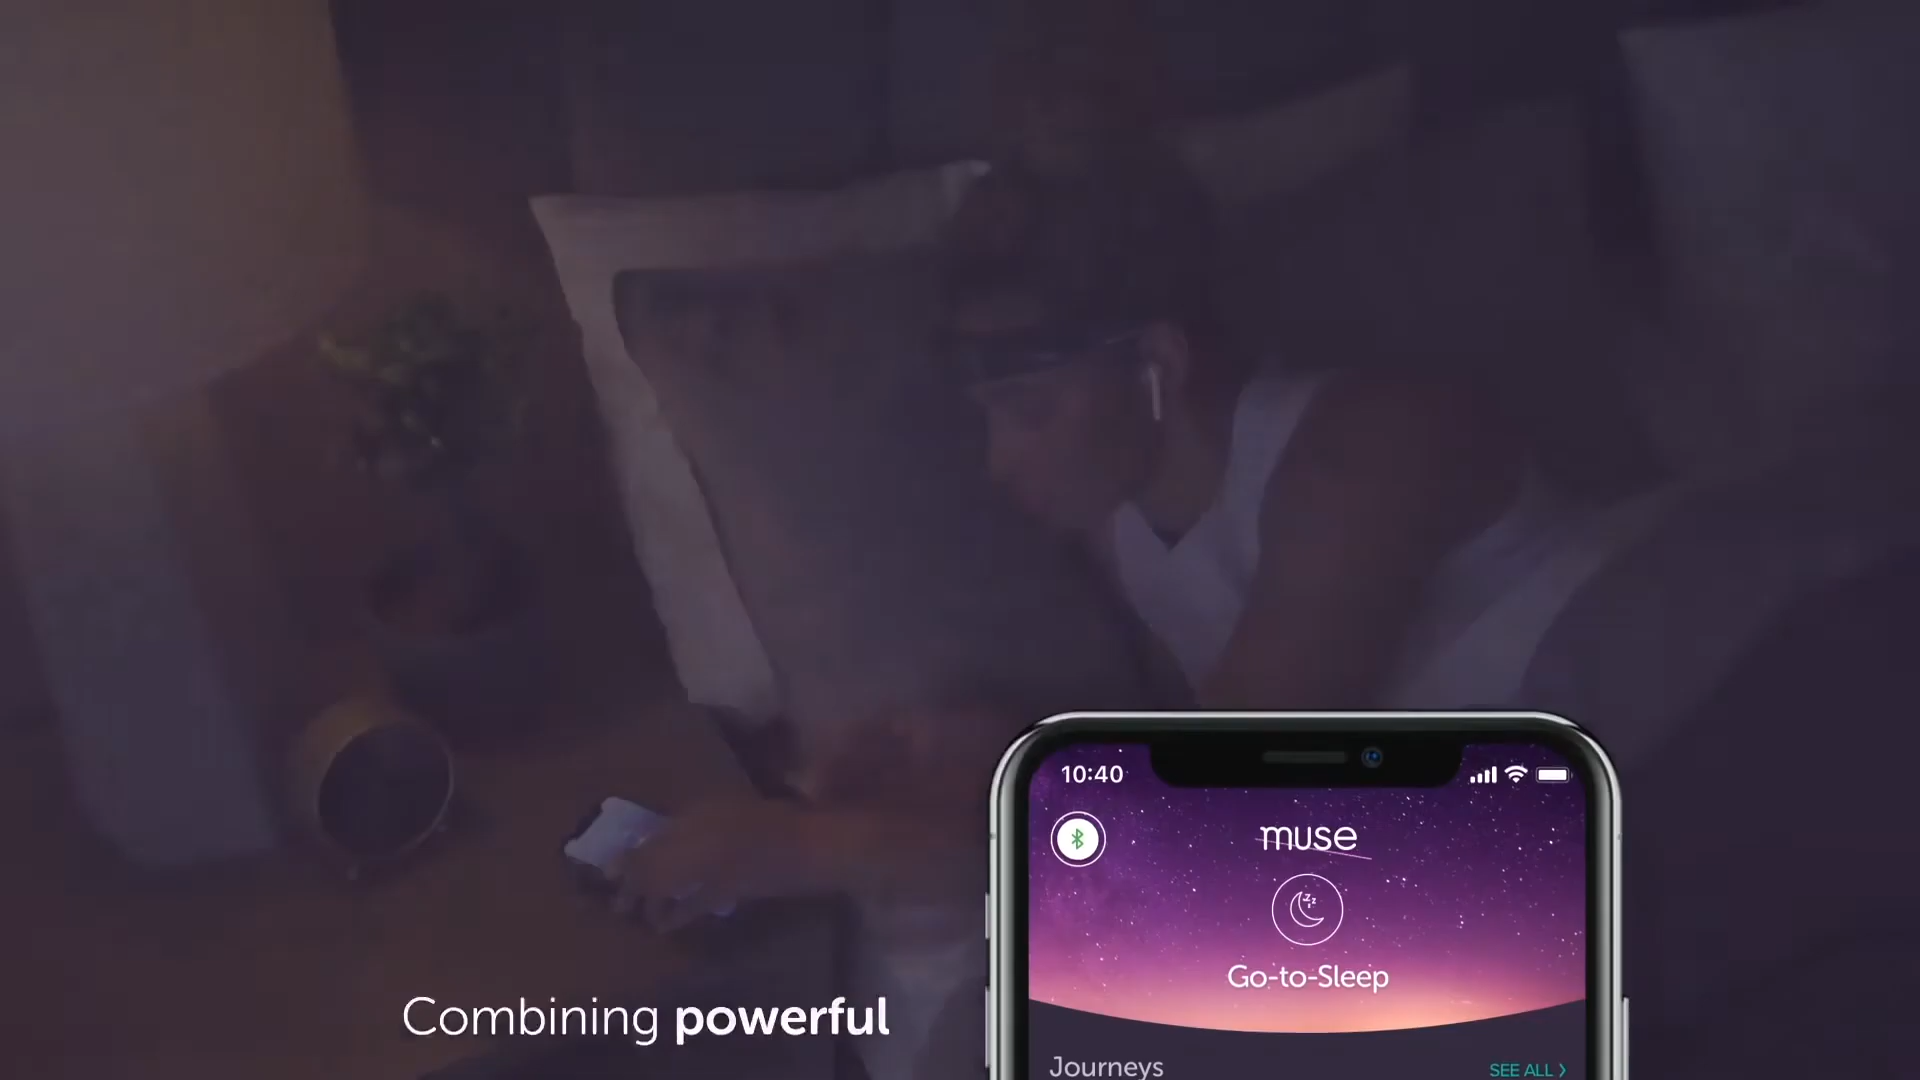 10:40
muse
Go-to-Sleep
Combining powerful
Journeys
SEE ALL >